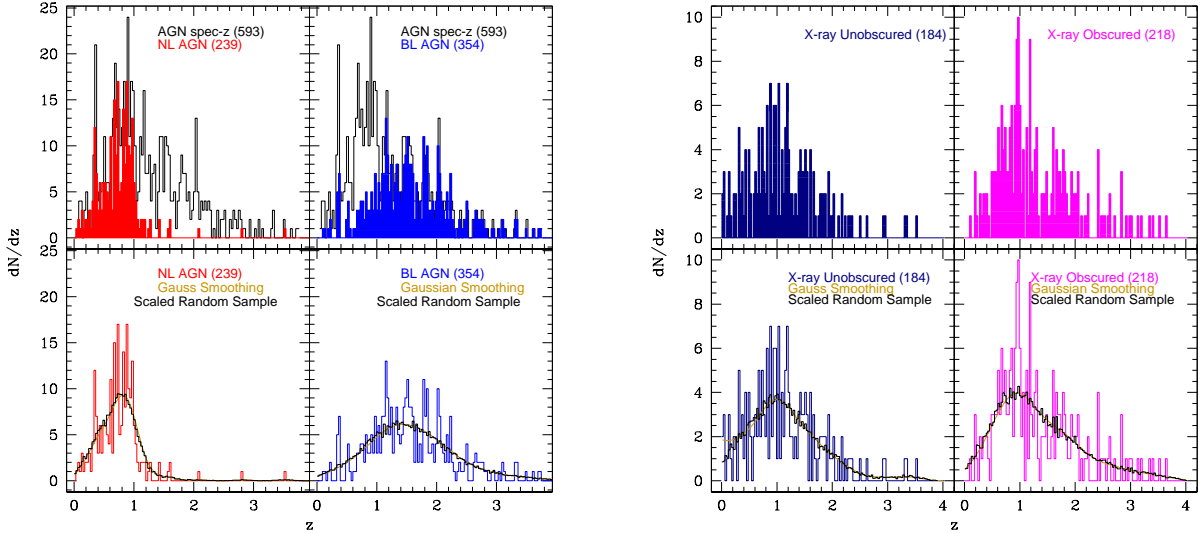 25
20
15
10
5
0
AGN spec-z (593)
NL AGN (239)
AGN spec-z (593)
BL AGN (354)
dN/dz
25
20
15
10
5
0
NL AGN (239)
Gauss Smoothing
Scaled Random Sample
BL AGN (354)
Gaussian Smoothing
Scaled Random Sample
0 1 2 3 0 1 2 3
z
10
8
6
4
2
0
X-ray Unobscured (184)
X-ray Obscured (218)
dN/dz
10
8
6
4
2
0
X-ray Unobscured (184)
Gauss Smoothing
Scaled Random Sample
X-ray Obscured (218)
Gaussian Smoothing
Scaled Random Sample
0 1 2 3 4 0 1 2 3 4
z